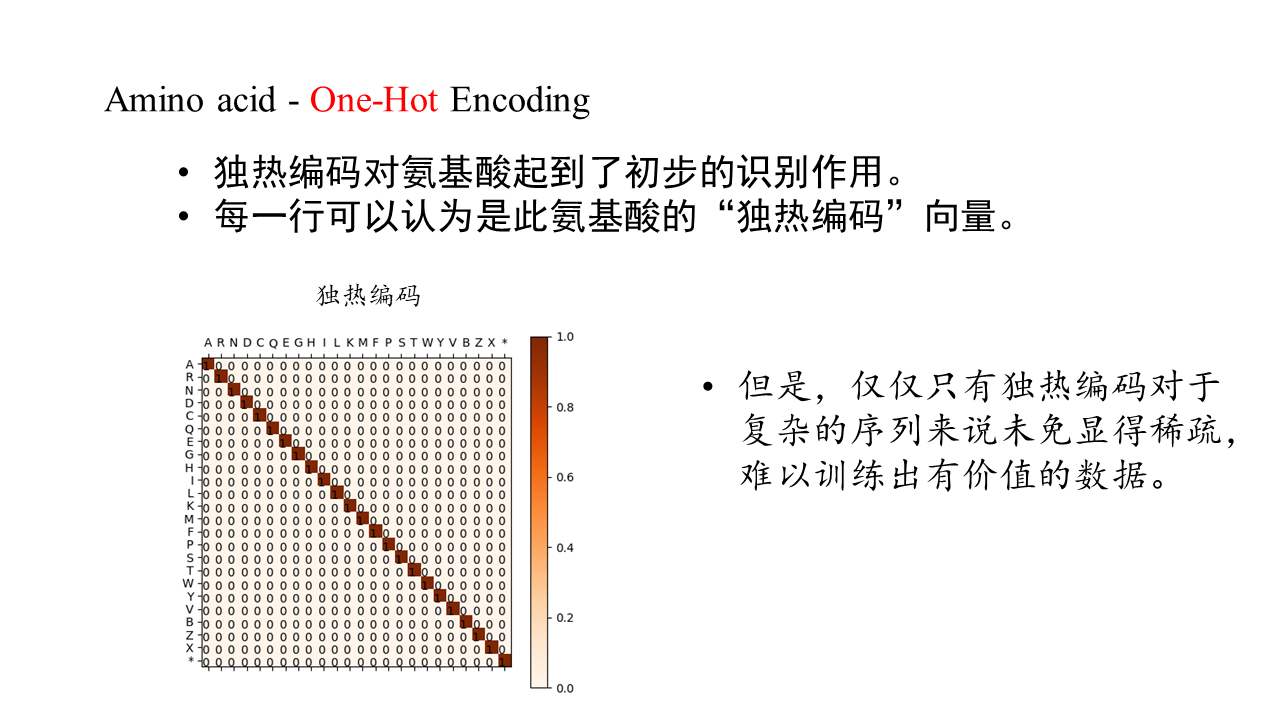 Amino acid - One-Hot Encoding
• 独热编码对氨基酸起到了初步的识别作用。
• 每一行可以认为是此氨基酸的“独热编码”向量。
独热编码
A R N D C Q E G H I L K M F P S T W Y V B Z X *
A 1 0 0 0 0 0 0 0 0 0 0 0 0 0 0 0 0 0 0 0 0 0 0 0
R 0 1 0 0 0 0 0 0 0 0 0 0 0 0 0 0 0 0 0 0 0 0 0 0
N 0 0 1 0 0 0 0 0 0 0 0 0 0 0 0 0 0 0 0 0 0 0 0 0
D 0 0 0 1 0 0 0 0 0 0 0 0 0 0 0 0 0 0 0 0 0 0 0 0
C 0 0 0 0 1 0 0 0 0 0 0 0 0 0 0 0 0 0 0 0 0 0 0 0
Q 0 0 0 0 0 1 0 0 0 0 0 0 0 0 0 0 0 0 0 0 0 0 0 0
E 0 0 0 0 0 0 1 0 0 0 0 0 0 0 0 0 0 0 0 0 0 0 0 0
G 0 0 0 0 0 0 0 1 0 0 0 0 0 0 0 0 0 0 0 0 0 0 0 0
H 0 0 0 0 0 0 0 0 1 0 0 0 0 0 0 0 0 0 0 0 0 0 0 0
I 0 0 0 0 0 0 0 0 0 1 0 0 0 0 0 0 0 0 0 0 0 0 0 0
L 0 0 0 0 0 0 0 0 0 0 1 0 0 0 0 0 0 0 0 0 0 0 0 0
K 0 0 0 0 0 0 0 0 0 0 0 1 0 0 0 0 0 0 0 0 0 0 0 0
M 0 0 0 0 0 0 0 0 0 0 0 0 1 0 0 0 0 0 0 0 0 0 0 0
F 0 0 0 0 0 0 0 0 0 0 0 0 0 1 0 0 0 0 0 0 0 0 0 0
P 0 0 0 0 0 0 0 0 0 0 0 0 0 0 1 0 0 0 0 0 0 0 0 0
S 0 0 0 0 0 0 0 0 0 0 0 0 0 0 0 1 0 0 0 0 0 0 0 0
T 0 0 0 0 0 0 0 0 0 0 0 0 0 0 0 0 1 0 0 0 0 0 0 0
W 0 0 0 0 0 0 0 0 0 0 0 0 0 0 0 0 0 1 0 0 0 0 0 0
Y 0 0 0 0 0 0 0 0 0 0 0 0 0 0 0 0 0 0 1 0 0 0 0 0
V 0 0 0 0 0 0 0 0 0 0 0 0 0 0 0 0 0 0 0 1 0 0 0 0
B 0 0 0 0 0 0 0 0 0 0 0 0 0 0 0 0 0 0 0 0 1 0 0 0
Z 0 0 0 0 0 0 0 0 0 0 0 0 0 0 0 0 0 0 0 0 0 1 0 0
X 0 0 0 0 0 0 0 0 0 0 0 0 0 0 0 0 0 0 0 0 0 0 1 0
* 0 0 0 0 0 0 0 0 0 0 0 0 0 0 0 0 0 0 0 0 0 0 0 1
1.0
0.8
0.6
0.4
0.2
0.0
• 但是，仅仅只有独热编码对于
复杂的序列来说未免显得稀疏，
难以训练出有价值的数据。